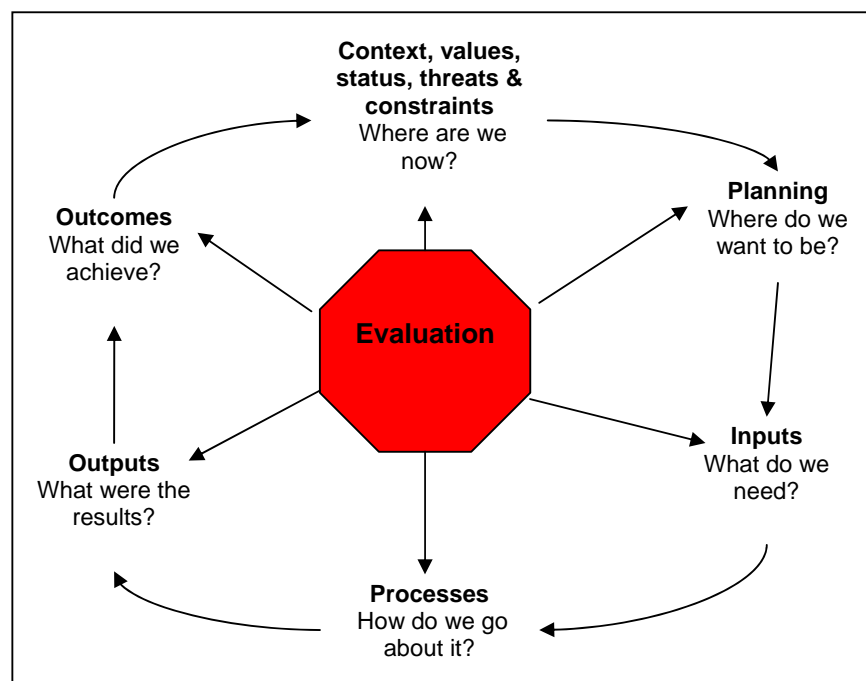 Context, values,
status, threats &
constraints
Where are we
now?
Planning
Where do we
want to be?
Inputs
What do we
need?
Processes
How do we go
about it?
Outputs
What were the
results?
Outcomes
What did we
achieve?
Evaluation